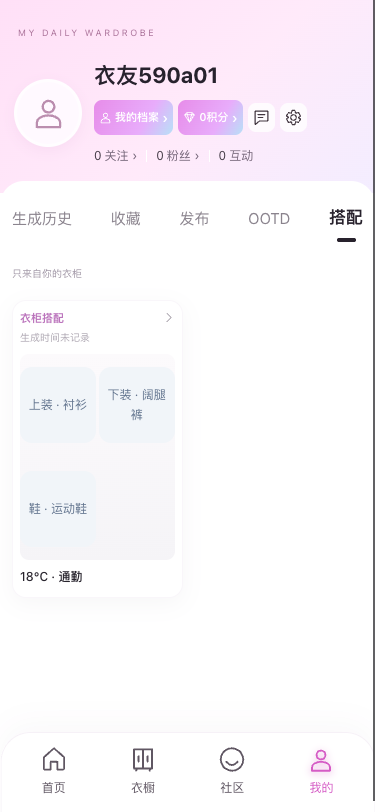 MY DAILY WARDROBE
衣友590a01
我的档案 ›
0积分 ›
0 关注 › 0 粉丝 › 0 互动
生成历史 收藏 发布 OOTD 搭配
只来自你的衣柜
衣柜搭配
生成时间未记录
上装 · 衬衫
下装 · 阔腿
裤
鞋 · 运动鞋
18°C · 通勤
首页 衣橱 社区 我的